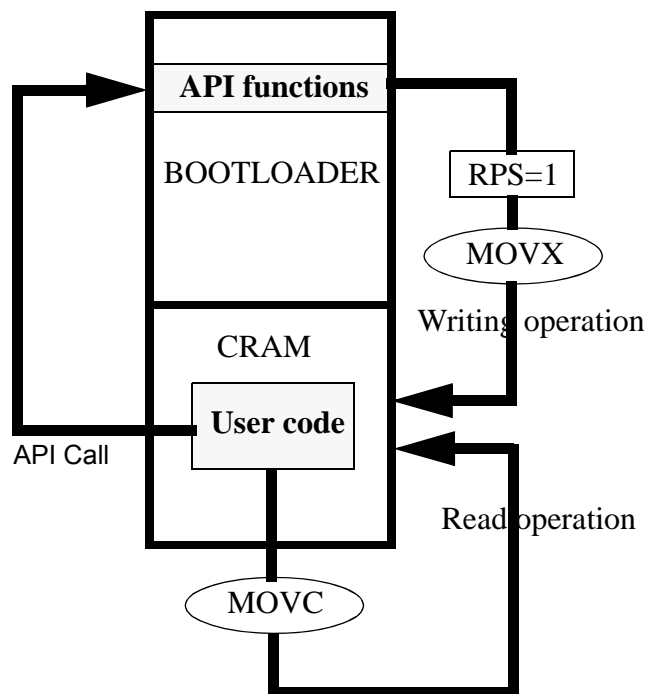 API functions
BOOTLOADER
RPS=1
MOVX
Writing operation
CRAM
User code
API Call
Read operation
MOVC